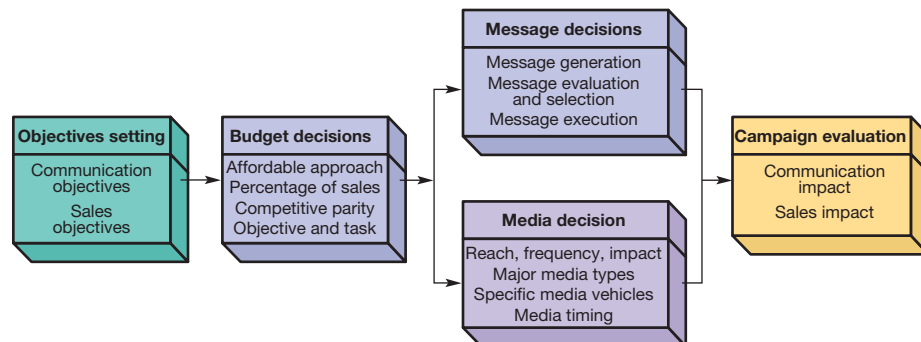 Objectives setting
Communication
objectives
Sales
objectives
Budget decisions
Affordable approach
Percentage of sales
Competitive parity
Objective and task
Message decisions
Message generation
Message evaluation
and selection
Message execution
Media decision
Reach, frequency, impact
Major media types
Specific media vehicles
Media timing
Campaign evaluation
Communication
impact
Sales impact